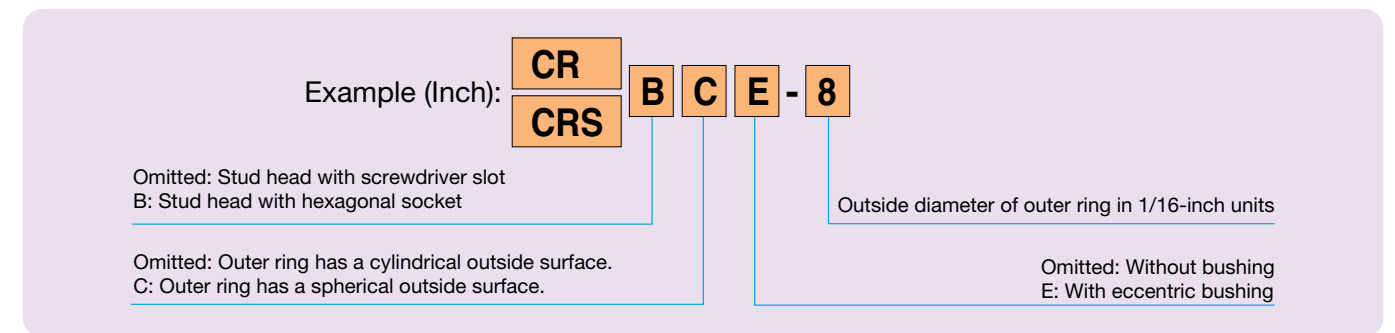 Example (Inch):
CR
CRS
B C E - 8
Omitted: Stud head with screwdriver slot
B: Stud head with hexagonal socket
Outside diameter of outer ring in 1/16-inch units
Omitted: Outer ring has a cylindrical outside surface.
C: Outer ring has a spherical outside surface.
Omitted: Without bushing
E: With eccentric bushing